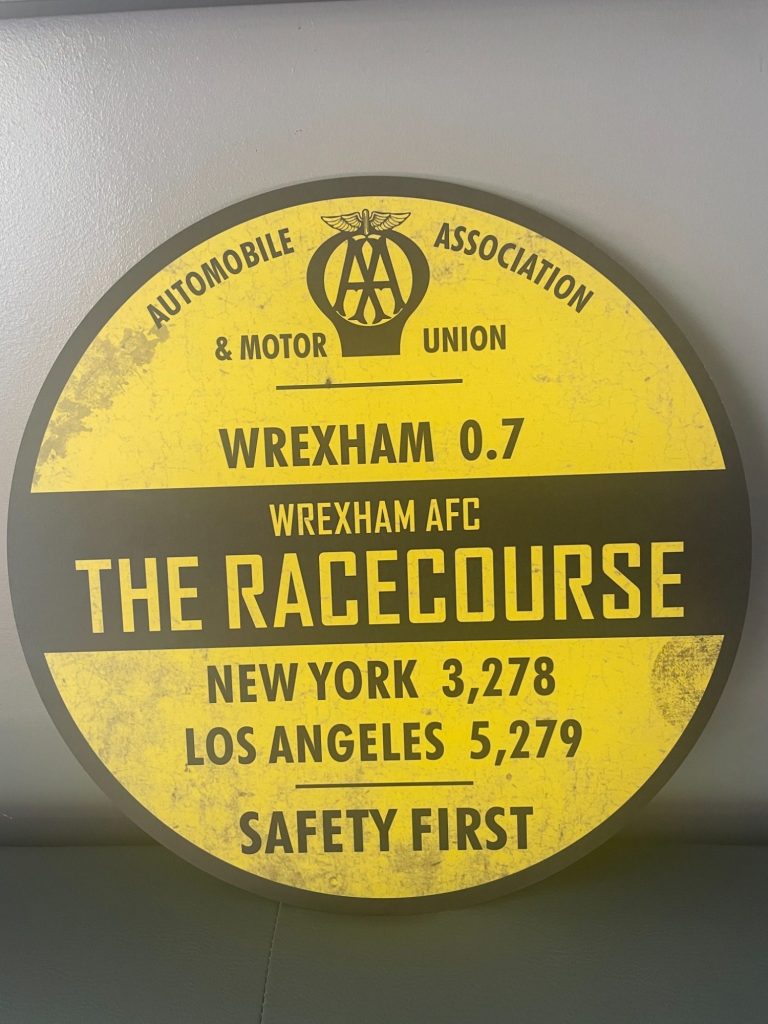 AUTOMOBILE ASSOCIATION
AA
& MOTOR UNION
WREXHAM 0.7
WREXHAM AFC
THE RACECOURSE
NEW YORK 3,278
LOS ANGELES 5,279
SAFETY FIRST